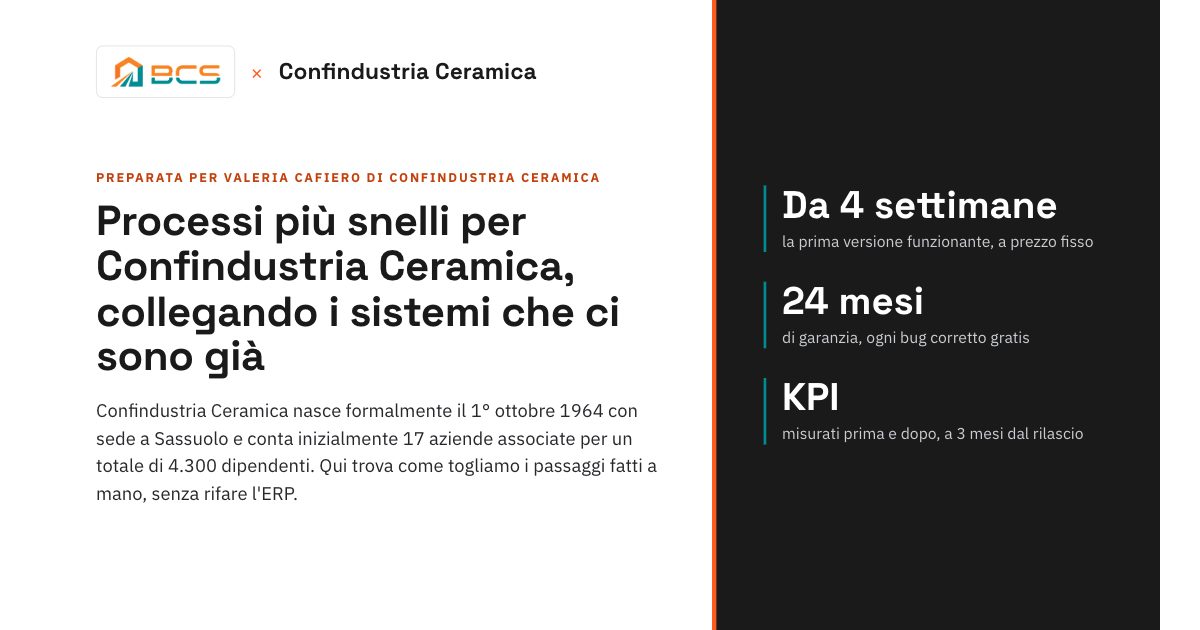 BCS × Confindustria Ceramica
PREPARATA PER VALERIA CAFIERO DI CONFINDUSTRIA CERAMICA
Processi più snelli per
Confindustria Ceramica,
collegando i sistemi che ci
sono già
Confindustria Ceramica nasce formalmente il 1° ottobre 1964 con
sede a Sassuolo e conta inizialmente 17 aziende associate per un
totale di 4.300 dipendenti. Qui trova come togliamo i passaggi fatti a
mano, senza rifare l'ERP.
Da 4 settimane
la prima versione funzionante, a prezzo fisso
24 mesi
di garanzia, ogni bug corretto gratis
KPI
misurati prima e dopo, a 3 mesi dal rilascio